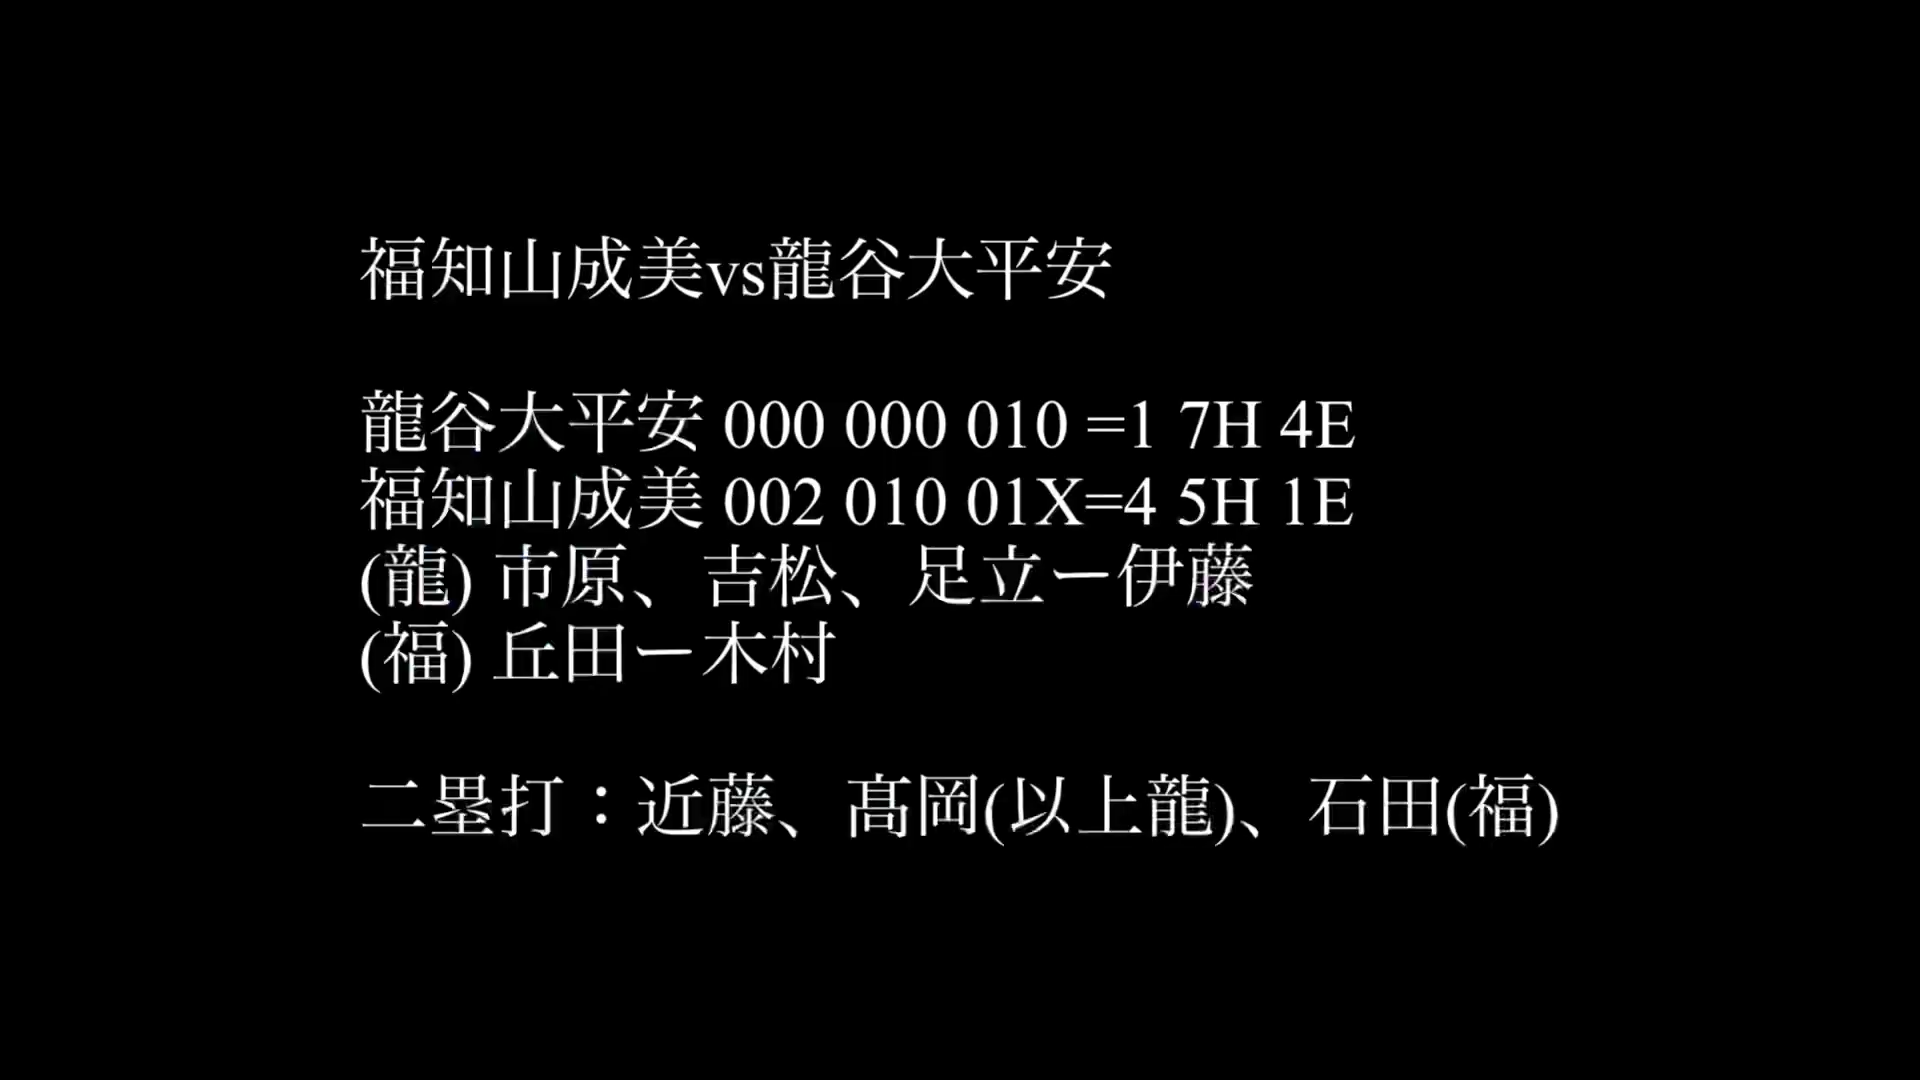 福知山成美vs龍谷大平安
龍谷大平安 000 000 010 =1 7H 4E
福知山成美 002 010 01X=4 5H 1E
(龍) 市原、吉松、足立ー伊藤
(福) 丘田ー木村
二塁打：近藤、髙岡(以上龍)、石田(福)